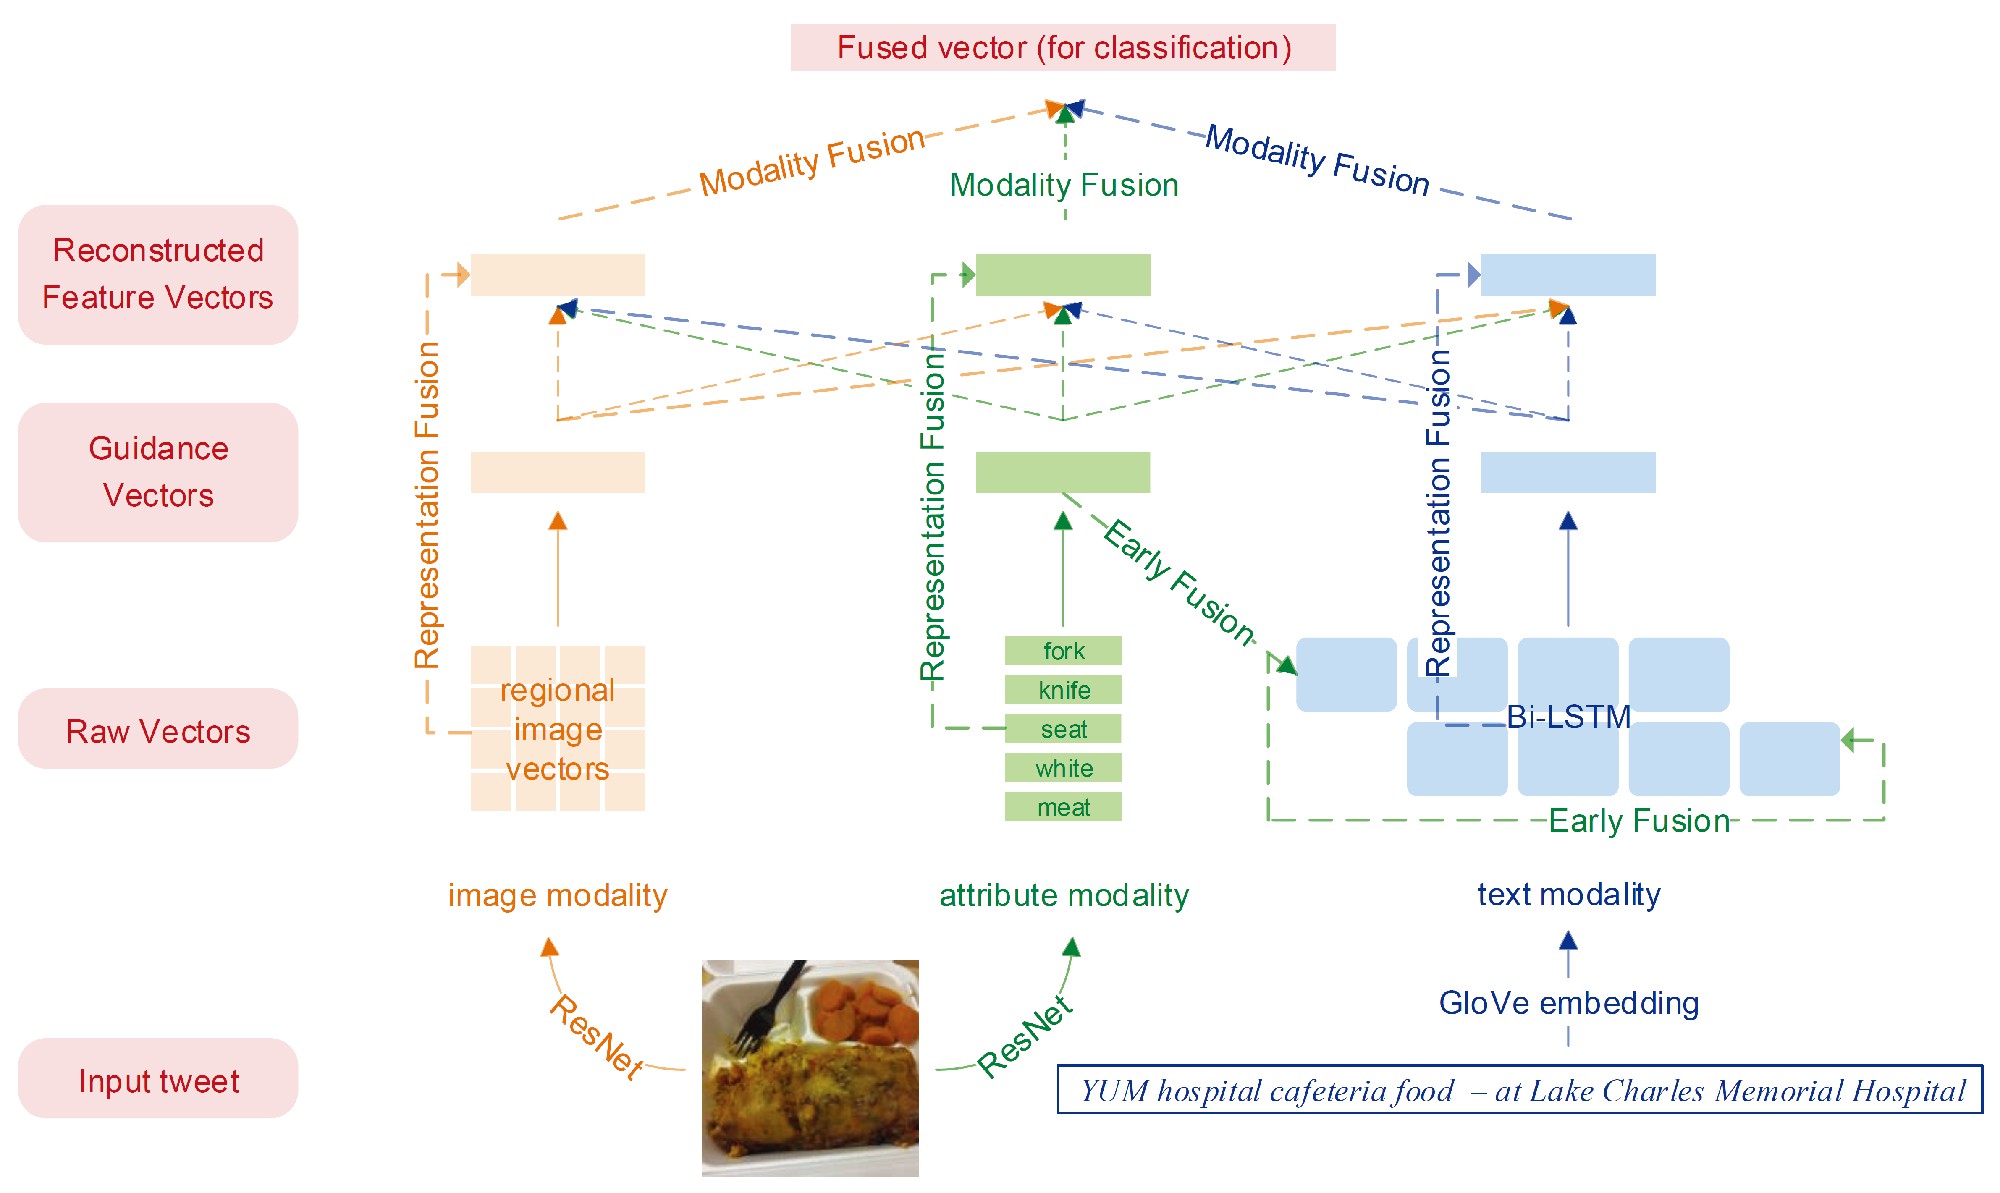 Fused vector (for classification)
Modality Fusion
Modality Fusion
Modality Fusion
Reconstructed
Feature Vectors
Representation Fusion
Representation Fusion
Representation Fusion
Guidance
Vectors
Early Fusion
Raw Vectors
regional
image
vectors
fork
knife
seat
white
meat
Bi-LSTM
Early Fusion
image modality
attribute modality
text modality
ResNet
ResNet
GloVe embedding
Input tweet
YUM hospital cafeteria food – at Lake Charles Memorial Hospital